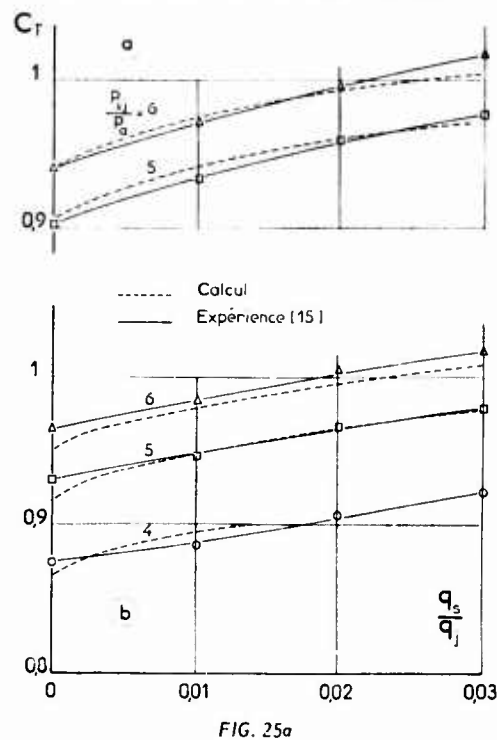 C_T
a
1
P_ij / P_a = 6
5
0,9
Calcul
Expérience [15]
1
6
5
0,9
4
b
q_s / q_j
0,8
0
0,01
0,02
0,03
FIG. 25a